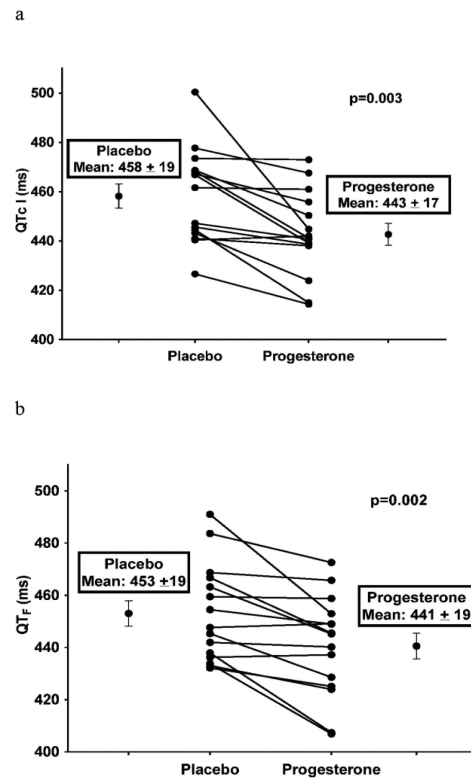 a
500
p=0.003
480
Placebo
Mean: 458 ± 19
QTc I (ms)
460
Progesterone
Mean: 443 ± 17
440
420
400
Placebo Progesterone
b
500
p=0.002
480
Placebo
Mean: 453 ±19
QTF (ms)
460
Progesterone
Mean: 441 ± 19
440
420
400
Placebo Progesterone